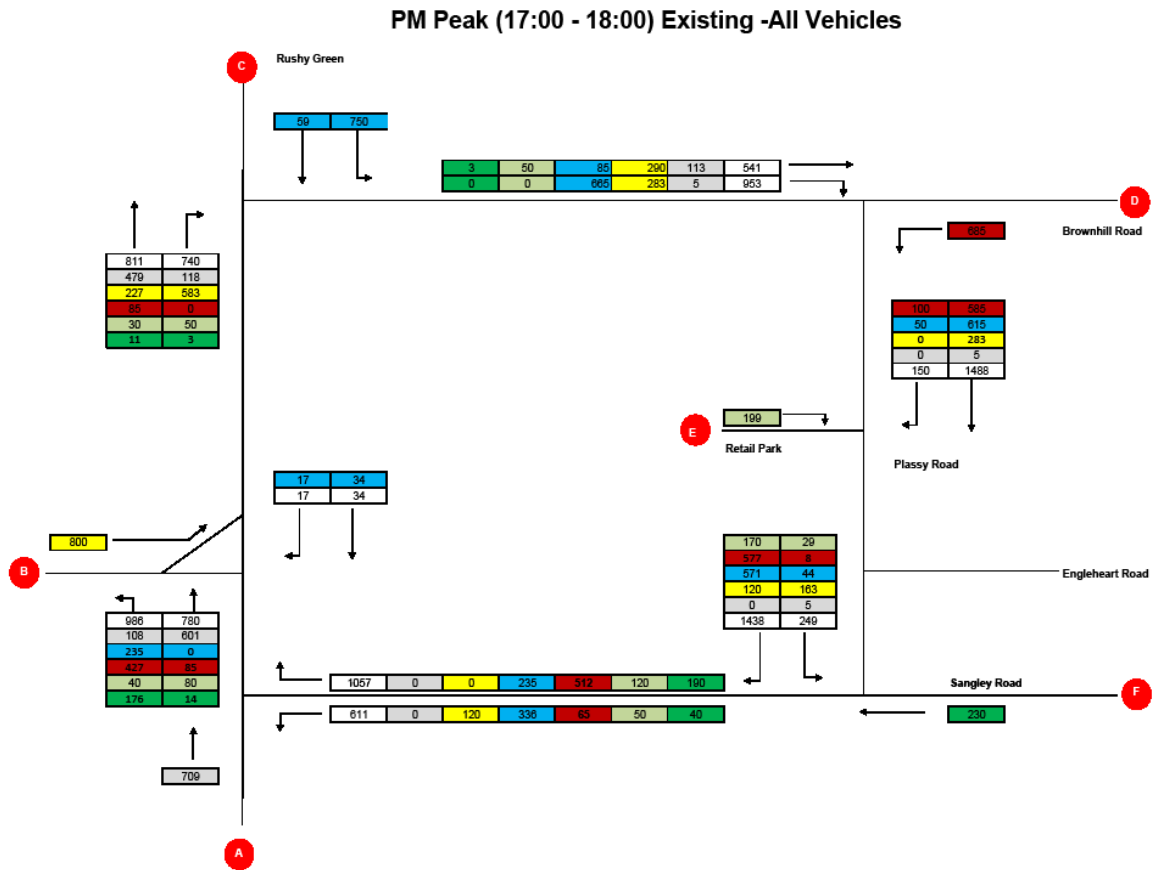 PM Peak (17:00 - 18:00) Existing -All Vehicles
C
Rushy Green
59 750
3 50 85 290 113 541
0 0 665 283 5 953
D
Brownhill Road
685
811 740
479 118
227 583
85 0
30 50
11 3
100 585
50 615
0 283
0 5
150 1488
199
E
Retail Park
Plassy Road
17 34
17 34
800
B
170 29
577 8
571 44
120 163
0 5
1438 249
Engleheart Road
986 780
108 601
235 0
427 85
40 80
176 14
1057 0 0 235 512 120 190
Sangley Road
F
611 0 120 336 65 50 40
230
709
A